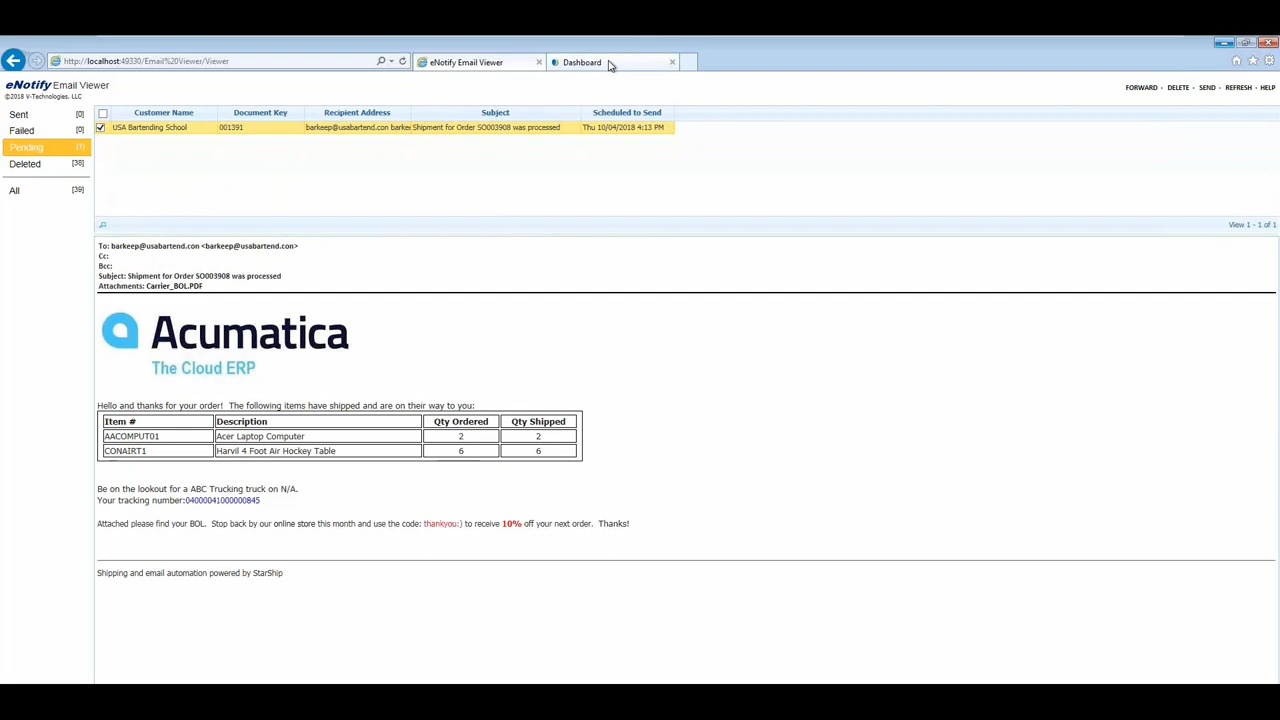 http://localhost:49330/Email%20Viewer/Viewer
eNotify Email Viewer
Dashboard
eNotify Email Viewer
©2018 V-Technologies, LLC
FORWARD - DELETE - SEND - REFRESH - HELP
Sent [0]
Failed [0]
Pending [1]
Deleted [38]
All [39]
Customer Name Document Key Recipient Address Subject Scheduled to Send
USA Bartending School 001391 barkeep@usabartend.con barkee Shipment for Order SO003908 was processed Thu 10/04/2018 4:13 PM
View 1 - 1 of 1
To: barkeep@usabartend.con <barkeep@usabartend.con>
Cc:
Bcc:
Subject: Shipment for Order SO003908 was processed
Attachments: Carrier_BOL.PDF
Acumatica
The Cloud ERP
Hello and thanks for your order! The following items have shipped and are on their way to you:
Item # Description Qty Ordered Qty Shipped
AACOMPUT01 Acer Laptop Computer 2 2
CONAIRT1 Harvil 4 Foot Air Hockey Table 6 6
Be on the lookout for a ABC Trucking truck on N/A.
Your tracking number:04000041000000845
Attached please find your BOL. Stop back by our online store this month and use the code: thankyou:) to receive 10% off your next order. Thanks!
Shipping and email automation powered by StarShip